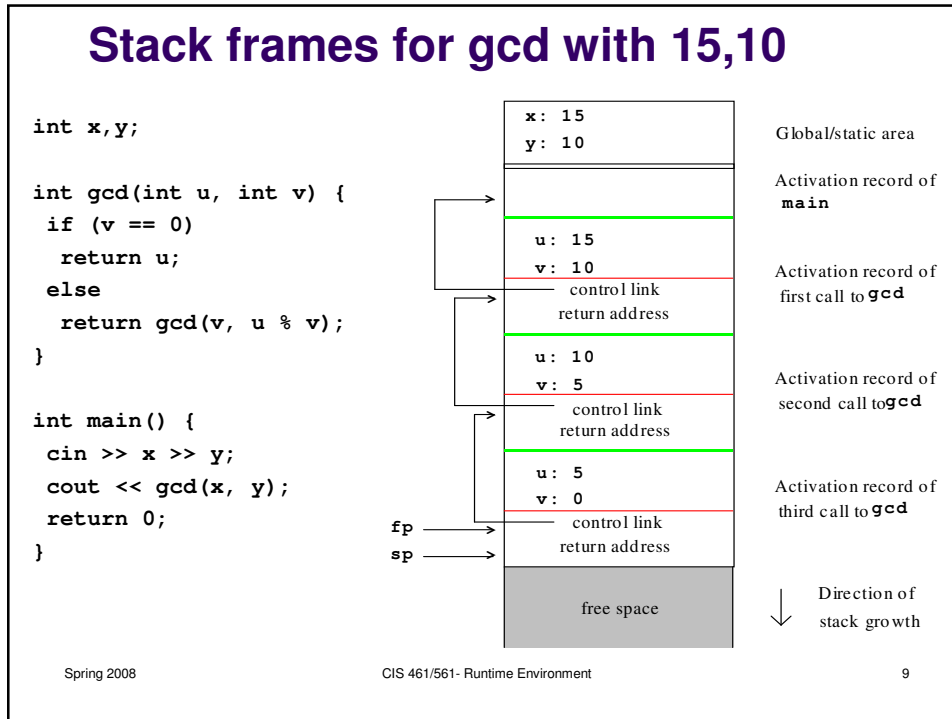 Stack frames for gcd with 15,10
int x,y;
int gcd(int u, int v) {
if (v == 0)
return u;
else
return gcd(v, u % v);
}
int main() {
cin >> x >> y;
cout << gcd(x, y);
return 0;
}
x: 15
y: 10
Global/static area
Activation record of
main
u: 15
v: 10
control link
return address
Activation record of
first call to gcd
u: 10
v: 5
control link
return address
Activation record of
second call to gcd
u: 5
v: 0
control link
return address
Activation record of
third call to gcd
fp
sp
free space
Direction of
stack growth
Spring 2008
CIS 461/561- Runtime Environment
9